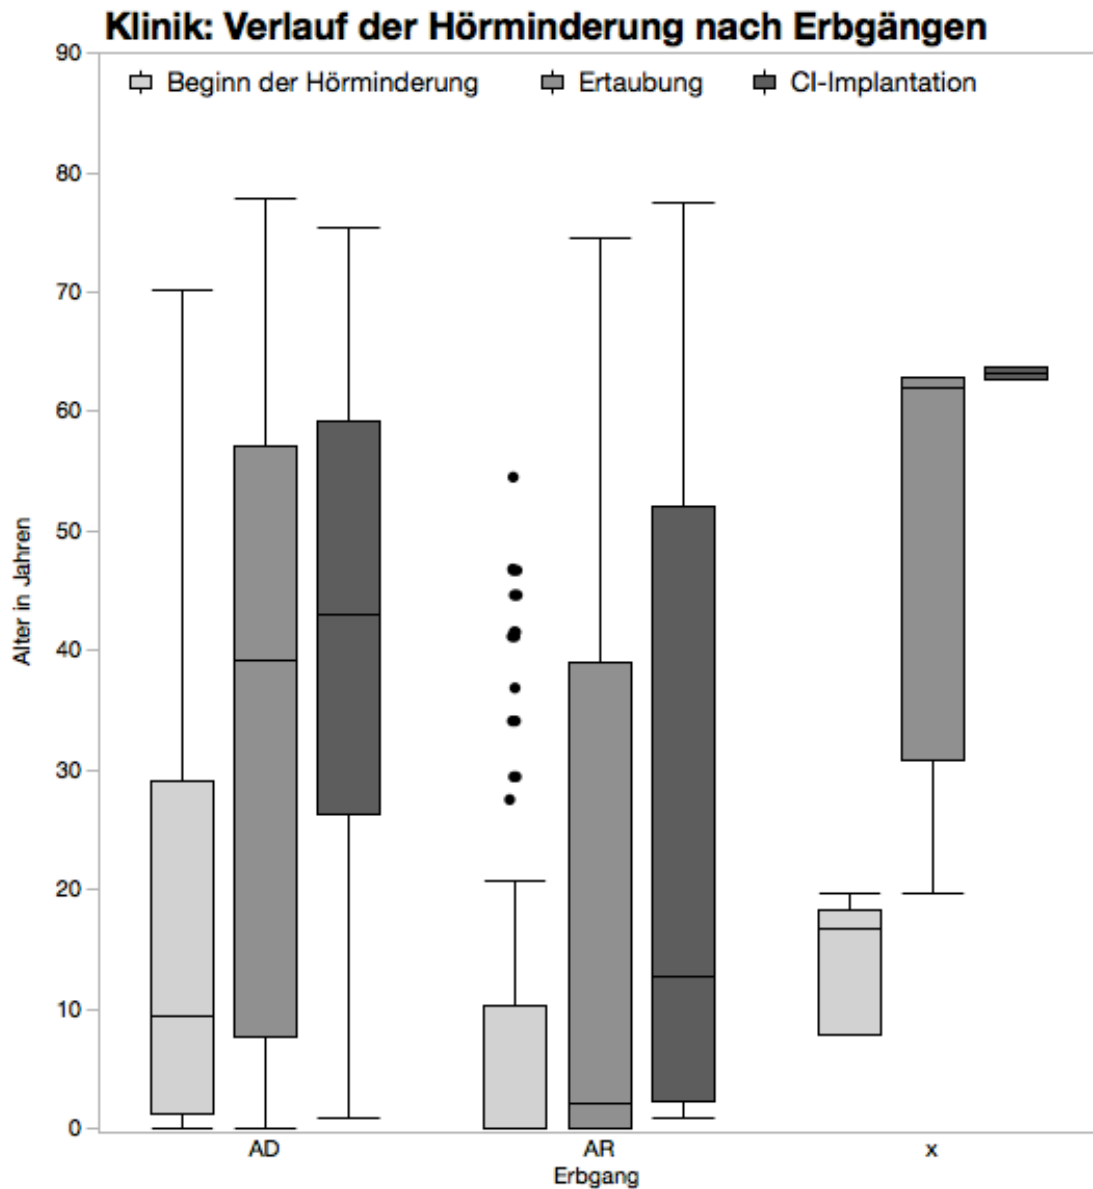 Klinik: Verlauf der Hörminderung nach Erbgängen
90
Beginn der Hörminderung Ertaubung CI-Implantation
80
70
60
50
40
30
20
10
0
Alter in Jahren
AD AR x
Erbgang